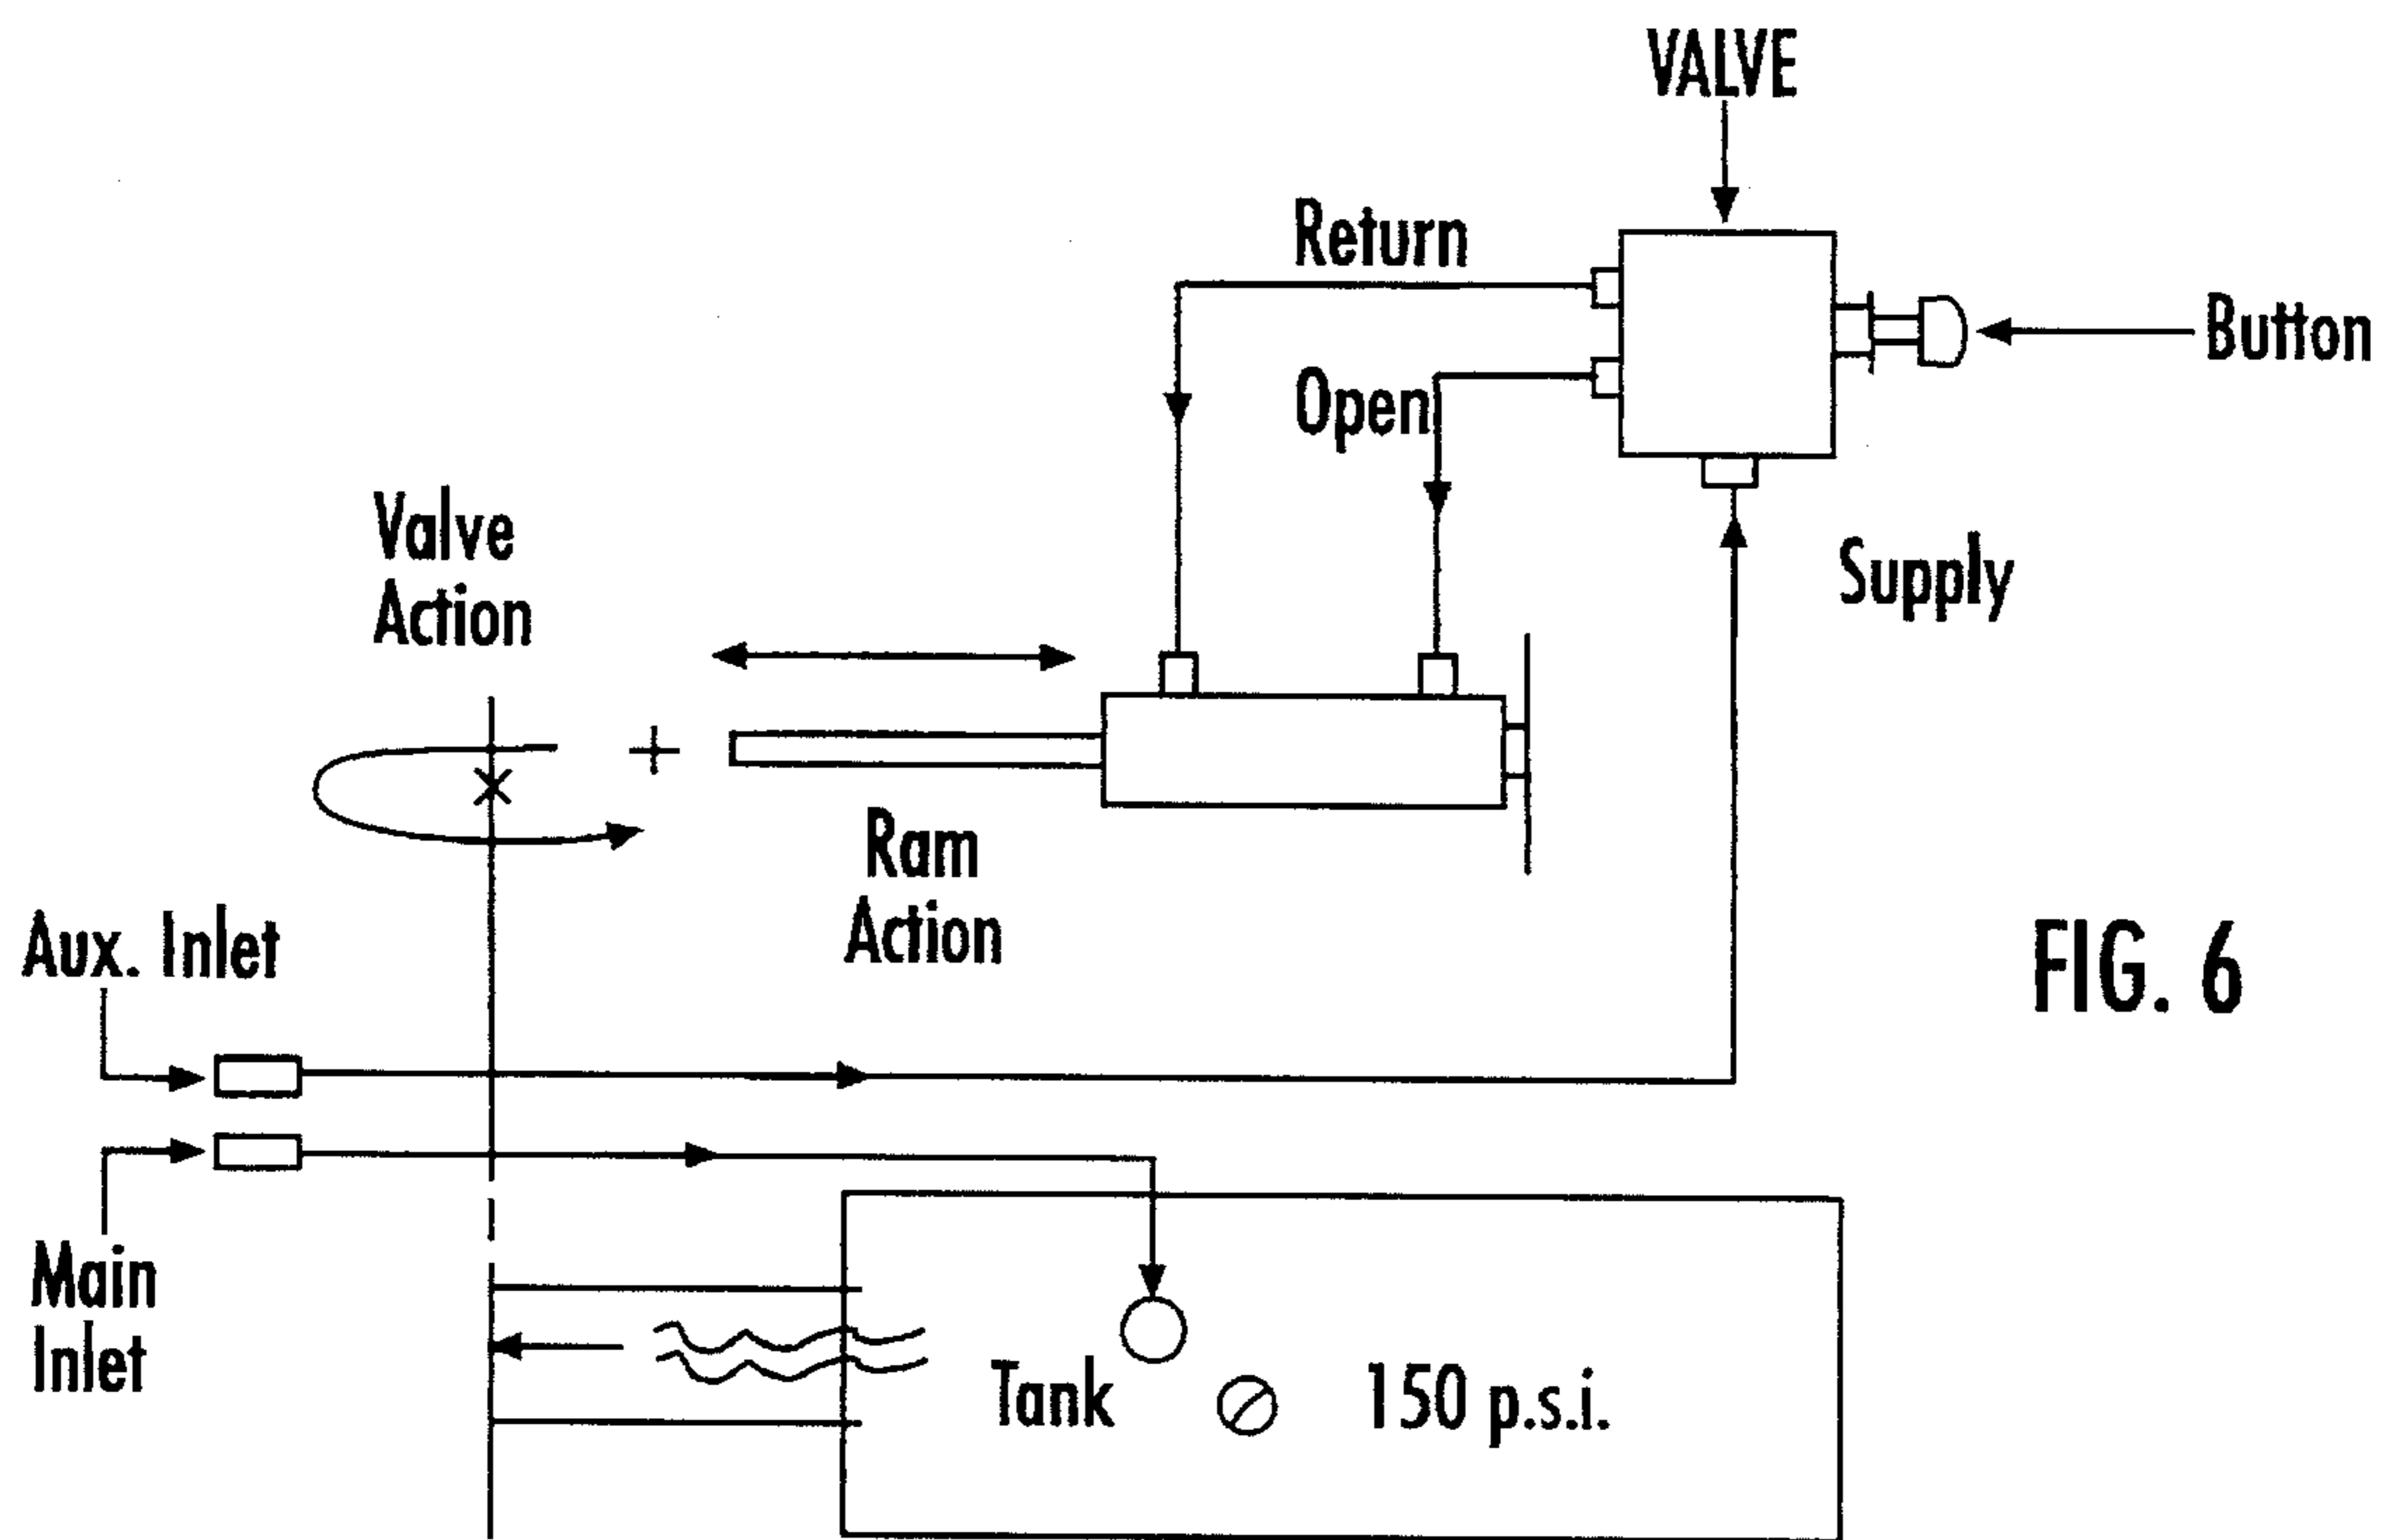 VALVE
Return
Button
Open
Valve
Action
Supply
Ram
Action
Aux. Inlet
FIG. 6
Main
Inlet
Tank
150 p.s.i.